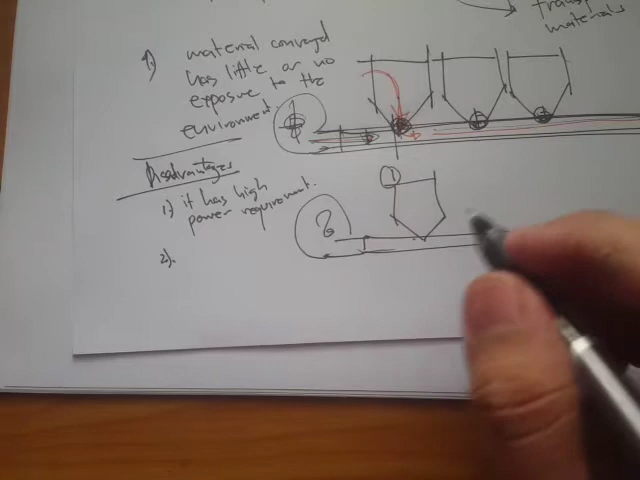 transp
materials
1) material conveyed
has little or no
exposure to the
environment.
Disadvantages
1) it has high
power requirement.
2).
1